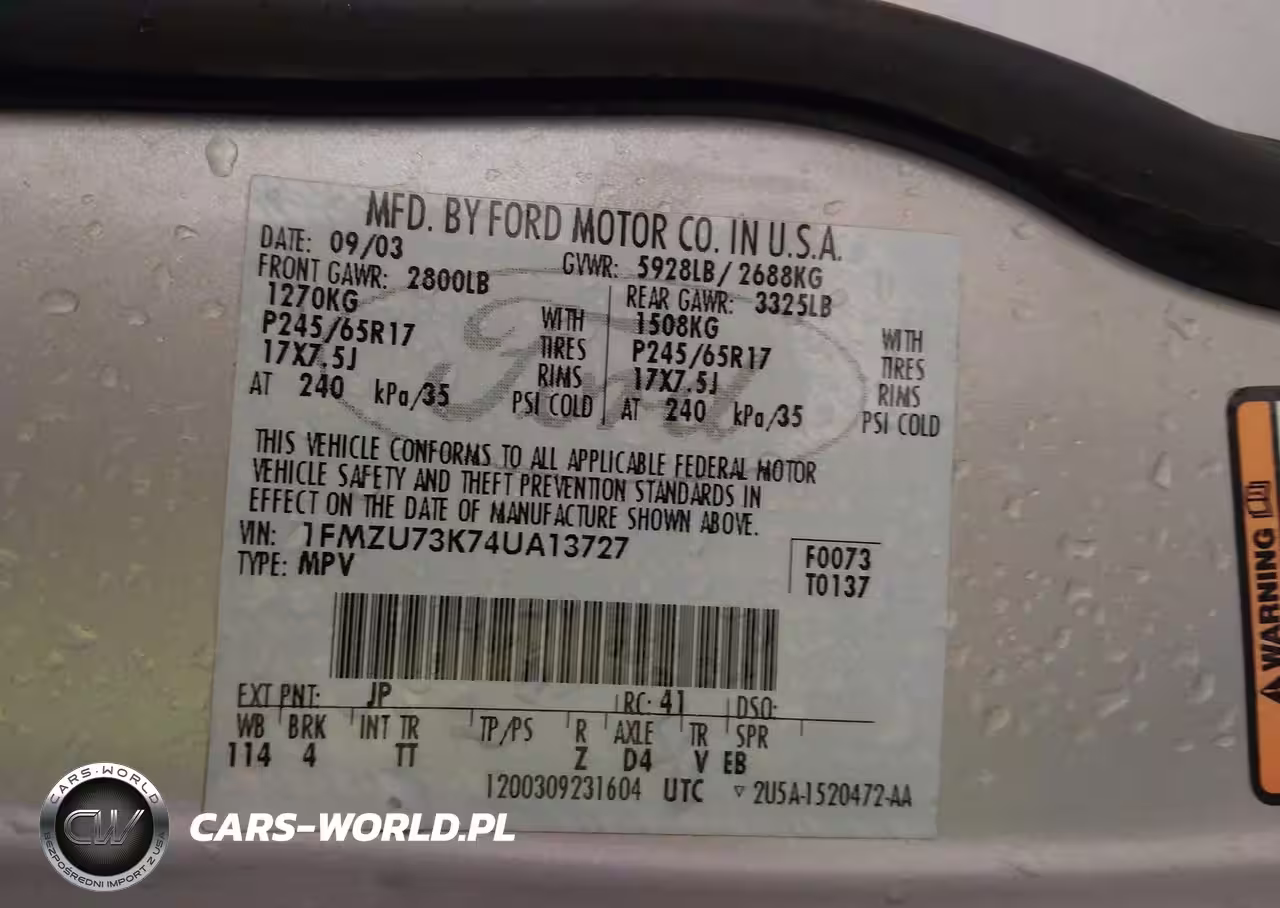 MFD. BY FORD MOTOR CO. IN U.S.A.
DATE: 09/03 GVWR: 5928LB/2688KG
FRONT GAWR: 2800LB REAR GAWR: 3325LB
1270KG WITH 1508KG WITH
P245/65R17 TIRES P245/65R17 TIRES
17X7.5J RIMS 17X7.5J RIMS
AT 240 kPa/35 PSI COLD AT 240 kPa/35 PSI COLD
THIS VEHICLE CONFORMS TO ALL APPLICABLE FEDERAL MOTOR
VEHICLE SAFETY AND THEFT PREVENTION STANDARDS IN
EFFECT ON THE DATE OF MANUFACTURE SHOWN ABOVE.
VIN: 1FMZU73K74UA13727 F0073
TYPE: MPV T0137
EXT PNT: JP RC: 41 DSO:
WB BRK INT TR TP/PS R AXLE TR SPR
114 4 TT Z D4 V EB
1200309231604 UTC ▽ 2U5A-1520472-AA
Ford
WARNING
CARS-WORLD
CW
BEZPOŚREDNI IMPORT Z USA
CARS-WORLD.PL